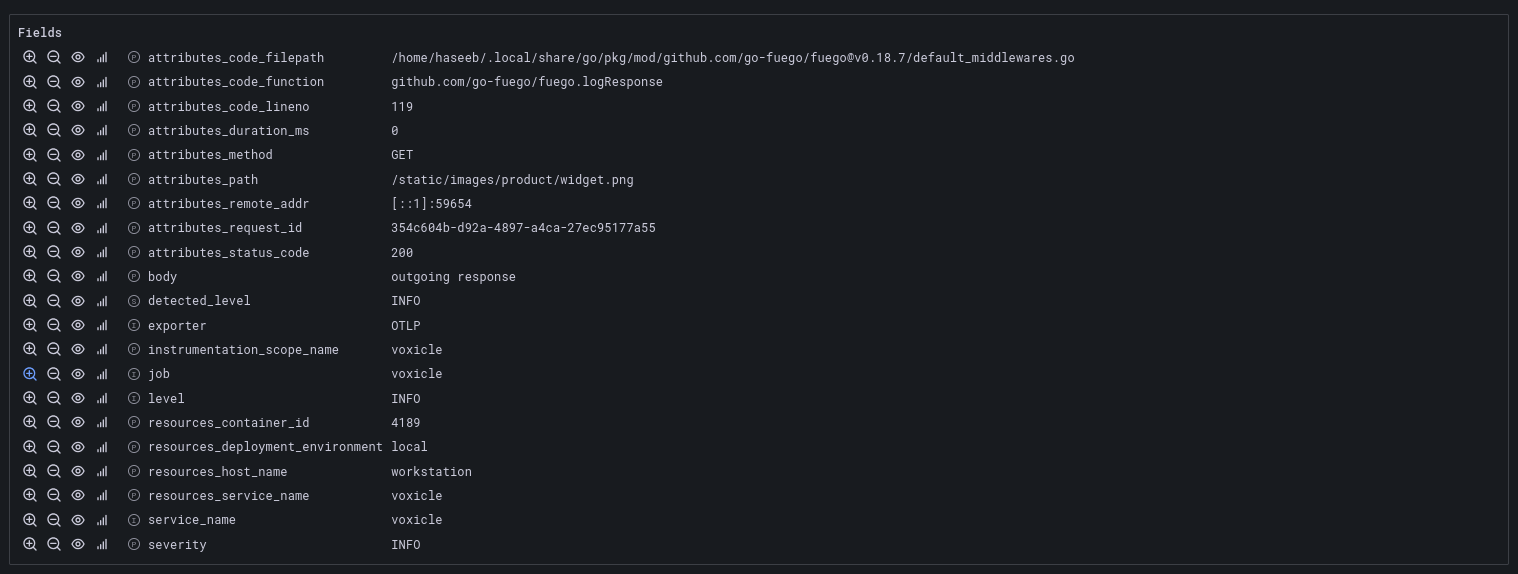 Fields
P attributes_code_filepath /home/haseeb/.local/share/go/pkg/mod/github.com/go-fuego/fuego@v0.18.7/default_middlewares.go
P attributes_code_function github.com/go-fuego/fuego.logResponse
P attributes_code_lineno 119
P attributes_duration_ms 0
P attributes_method GET
P attributes_path /static/images/product/widget.png
P attributes_remote_addr [::1]:59654
P attributes_request_id 354c604b-d92a-4897-a4ca-27ec95177a55
P attributes_status_code 200
P body outgoing response
S detected_level INFO
I exporter OTLP
P instrumentation_scope_name voxicle
I job voxicle
I level INFO
P resources_container_id 4189
P resources_deployment_environment local
P resources_host_name workstation
P resources_service_name voxicle
I service_name voxicle
P severity INFO